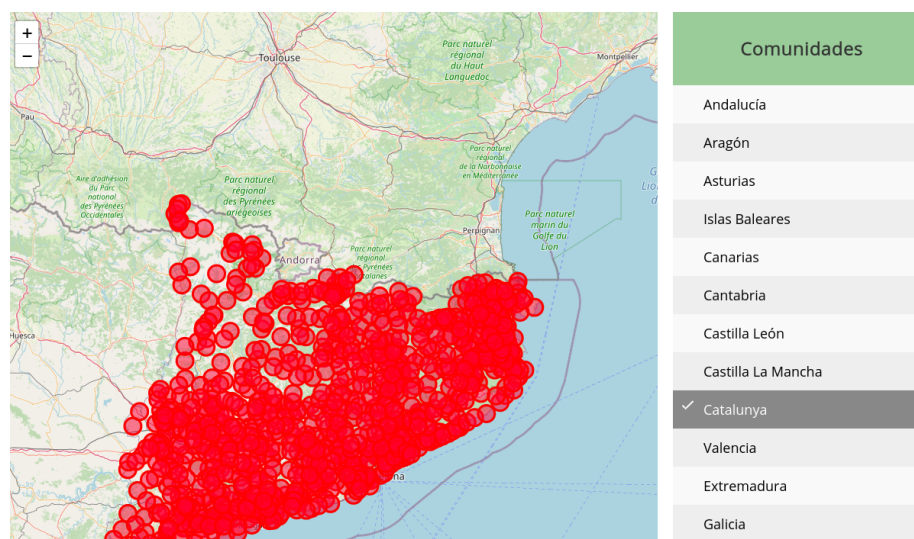 +
−
Toulouse
Parc naturel
régional
du Haut
Languedoc
Montpellier
Pau
Parc naturel
régional
de la Narbonnaise
en Méditerranée
Aire d'adhésion
du Parc
national
des Pyrénées
Occidentales
Parc naturel
régional
des Pyrénées
ariégeoises
Parc naturel
marin du
Golfe du
Lion
Perpignan
Andorra
Parc naturel
régional
Pyrénées
catalanes
Huesca
Comunidades
Andalucía
Aragón
Asturias
Islas Baleares
Canarias
Cantabria
Castilla León
Castilla La Mancha
Catalunya
Valencia
Extremadura
Galicia